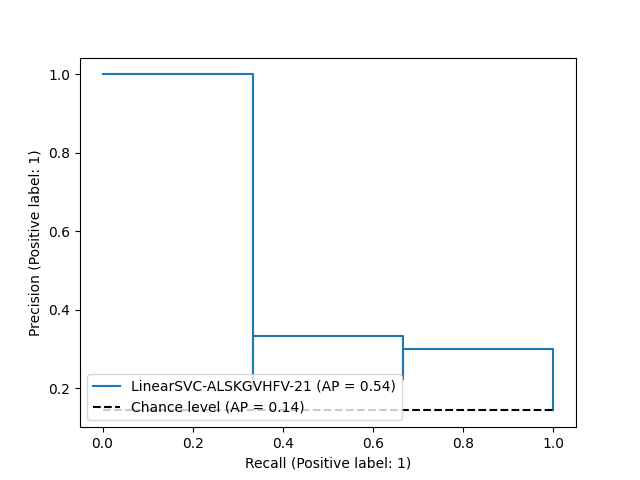 1.0
0.8
0.6
0.4
0.2
Precision (Positive label: 1)
LinearSVC-ALSKGVHFV-21 (AP = 0.54)
Chance level (AP = 0.14)
0.0 0.2 0.4 0.6 0.8 1.0
Recall (Positive label: 1)